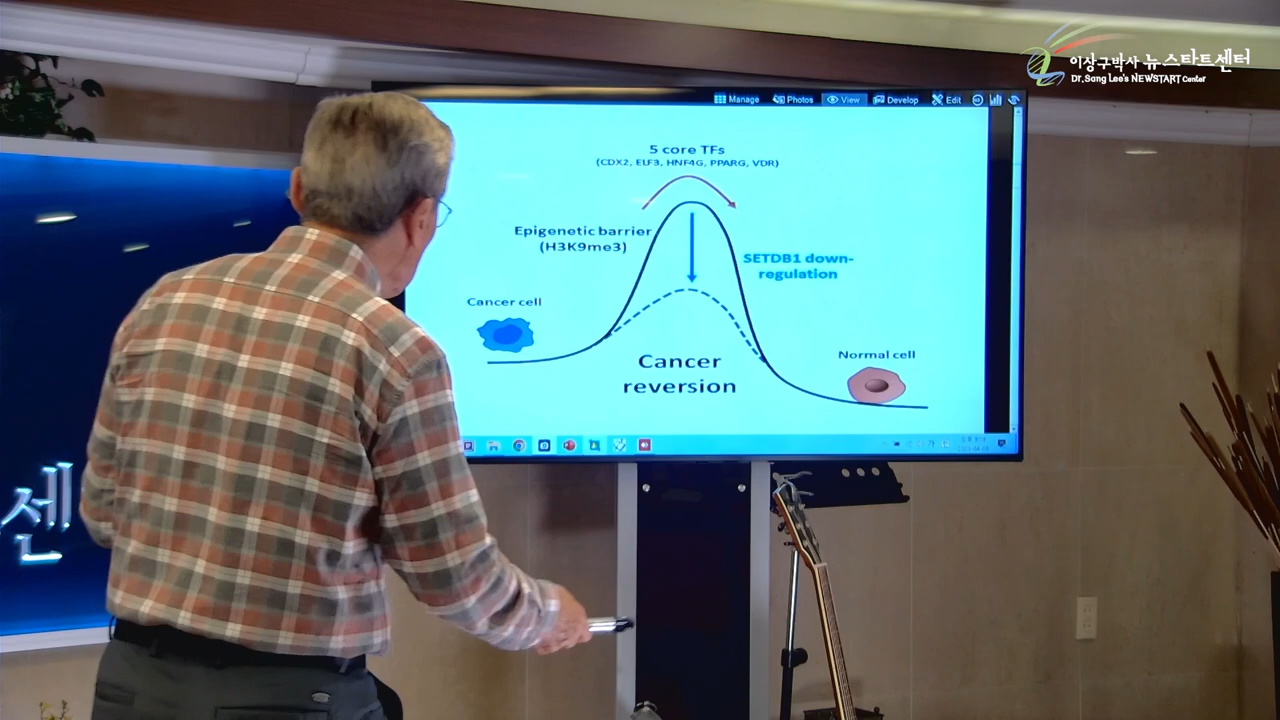 이상구박사 뉴스타트센터
Dr. Sang Lee's NEWSTART Center
Manage Photos View Develop Edit
5 core TFs
(CDX2, ELF3, HNF4G, PPARG, VDR)
Epigenetic barrier
(H3K9me3)
SETDB1 down-
regulation
Cancer cell
Cancer
reversion
Normal cell
센